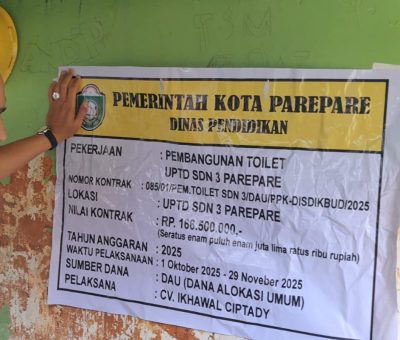 PEMERINTAH KOTA PAREPARE
DINAS PENDIDIKAN
PEKERJAAN : PEMBANGUNAN TOILET
UPTD SDN 3 PAREPARE
NOMOR KONTRAK : 085/01/PEM.TOILET SDN 3/DAU/PPK-DISDIKBUD/2025
LOKASI : UPTD SDN 3 PAREPARE
NILAI KONTRAK : RP. 166.500.000,-
(Seratus enam puluh enam juta lima ratus ribu rupiah)
TAHUN ANGGARAN : 2025
WAKTU PELAKSANAAN : 1 Oktober 2025 - 29 Noveber 2025
SUMBER DANA : DAU (DANA ALOKASI UMUM)
PELAKSANA : CV. IKHAWAL CIPTADY